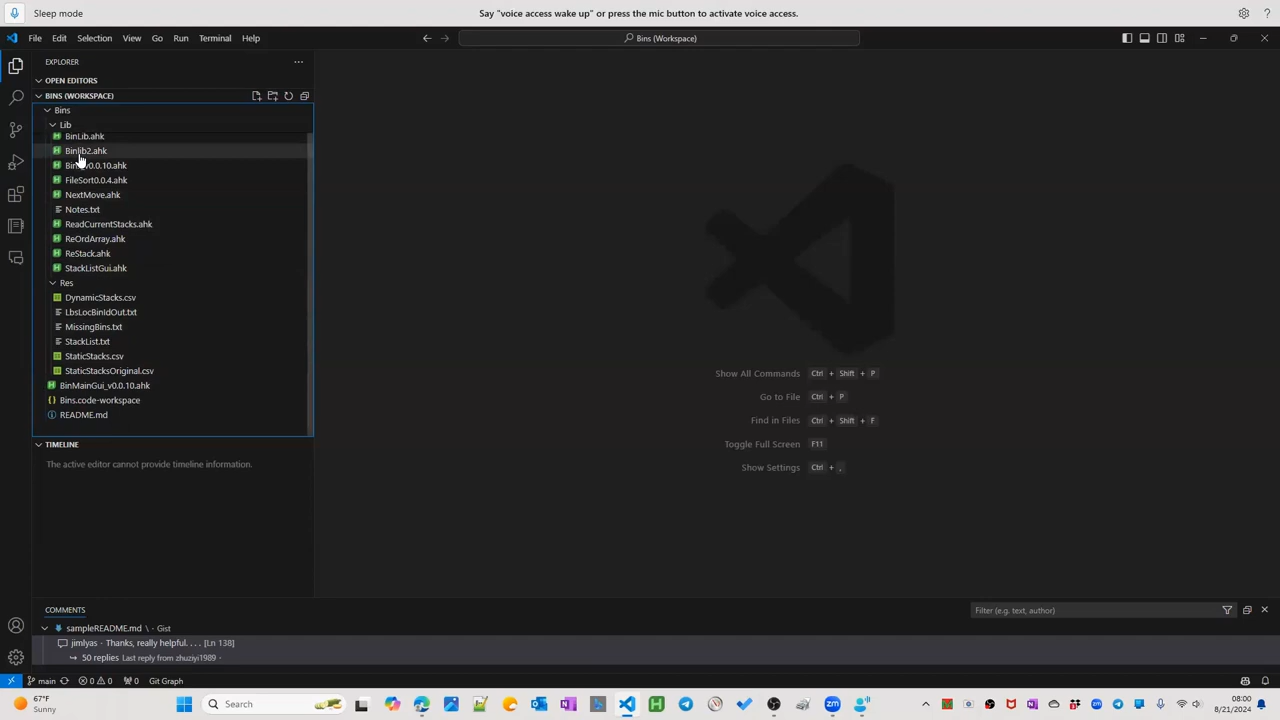 Sleep mode
Say "voice access wake up" or press the mic button to activate voice access.
File Edit Selection View Go Run Terminal Help
Bins (Workspace)
EXPLORER
OPEN EDITORS
BINS (WORKSPACE)
Bins
Lib
BinLib.ahk
Binlib2.ahk
FileSort0.0.4.ahk
NextMove.ahk
Notes.txt
ReadCurrentStacks.ahk
ReOrdArray.ahk
ReStack.ahk
StackListGui.ahk
Res
DynamicStacks.csv
LbsLocBinIdOut.txt
MissingBins.txt
StackList.txt
StaticStacks.csv
StaticStacksOriginal.csv
BinMainGui_v0.0.10.ahk
Bins.code-workspace
README.md
TIMELINE
The active editor cannot provide timeline information.
Show All Commands Ctrl + Shift + P
Go to File Ctrl + P
Find in Files Ctrl + Shift + F
Toggle Full Screen F11
Show Settings Ctrl + ,
COMMENTS
Filter (e.g. text, author)
sampleREADME.md \ - Gist
jimlyas - Thanks, really helpful. . . . [Ln 138]
50 replies Last reply from zhuziyi1989 -
main 0 0 0 Git Graph
67°F
Sunny
Search
08:00
8/21/2024